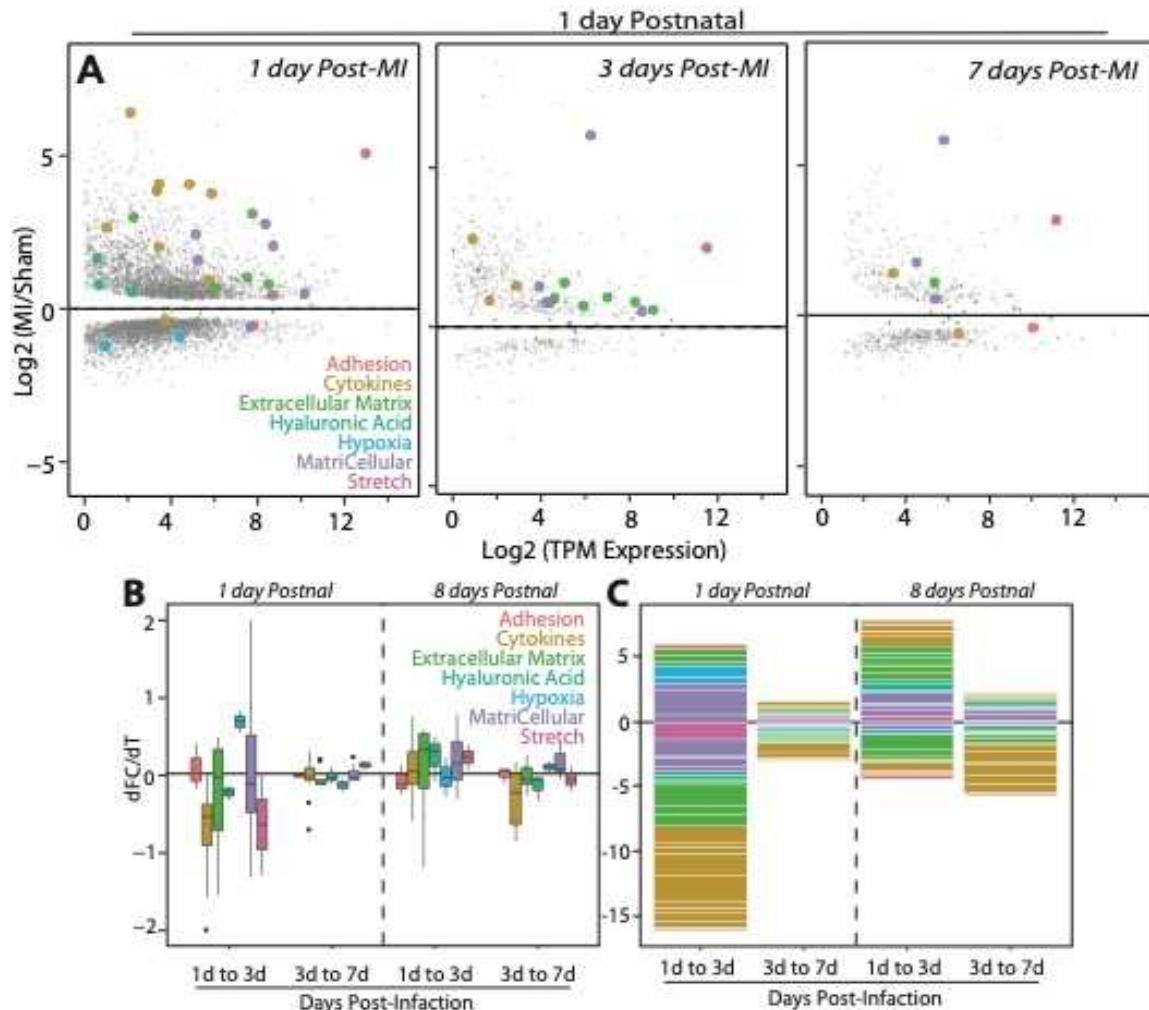 1 day Postnatal
A
1 day Post-MI
3 days Post-MI
7 days Post-MI
Log2 (MI/Sham)
5
0
−5
Adhesion
Cytokines
Extracellular Matrix
Hyaluronic Acid
Hypoxia
MatriCellular
Stretch
0 4 8 12
0 4 8 12
0 4 8 12
Log2 (TPM Expression)
B
1 day Postnal
8 days Postnal
Adhesion
Cytokines
Extracellular Matrix
Hyaluronic Acid
Hypoxia
MatriCellular
Stretch
dFC/dT
2
1
0
−1
−2
1d to 3d
3d to 7d
1d to 3d
3d to 7d
Days Post-Infaction
C
1 day Postnal
8 days Postnal
5
0
-5
-10
-15
1d to 3d
3d to 7d
1d to 3d
3d to 7d
Days Post-Infaction